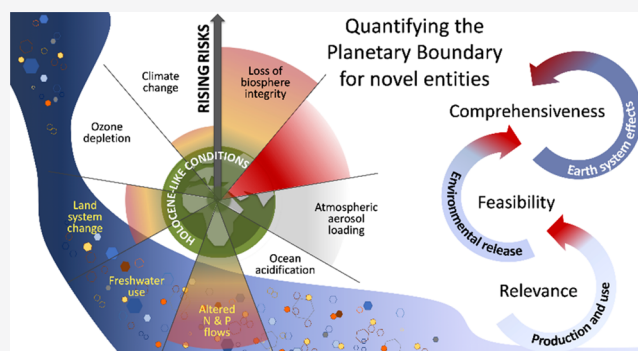 Quantifying the
Planetary Boundary
for novel entities
RISING RISKS
Climate
change
Loss of
biosphere
integrity
Ozone
depletion
HOLOCENE-LIKE CONDITIONS
Land
system
change
Atmospheric
aerosol
loading
Freshwater
use
Ocean
acidification
Altered
N & P
flows
Comprehensiveness
Earth system effects
Feasibility
Environmental release
Relevance
Production and use